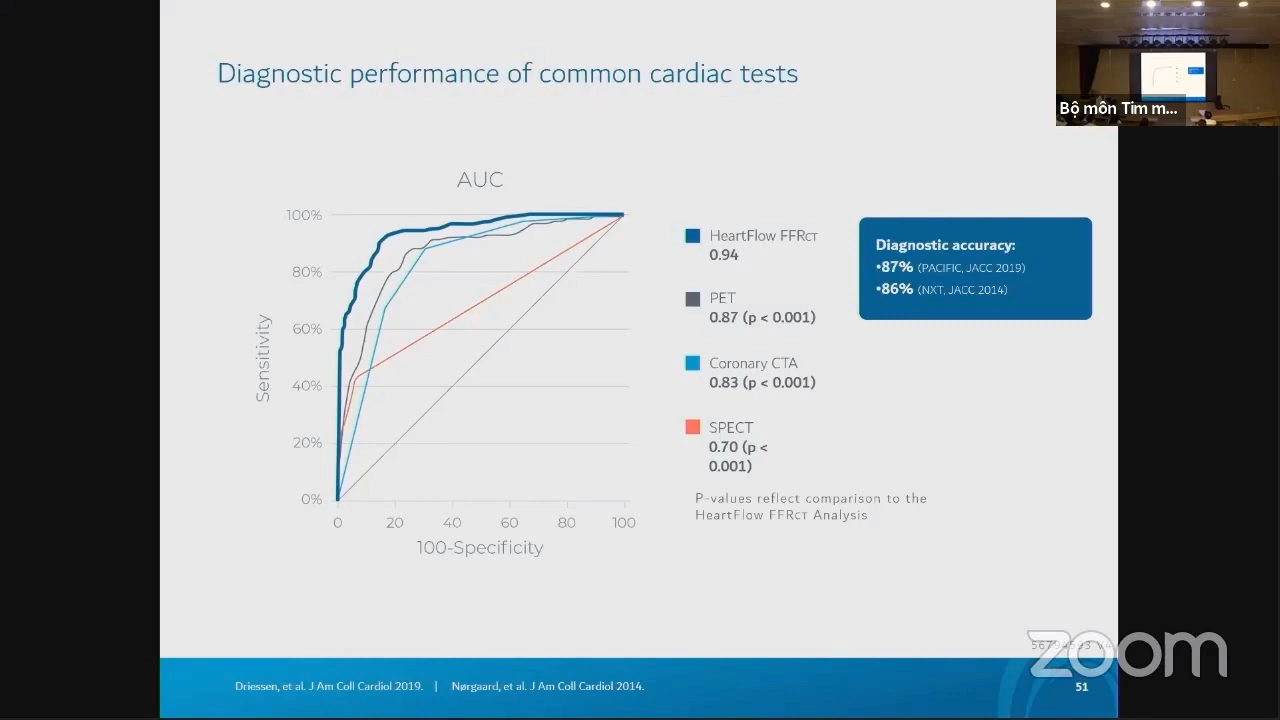 Diagnostic performance of common cardiac tests
Bộ môn Tim m...
AUC
100%
80%
60%
40%
20%
0%
Sensitivity
0 20 40 60 80 100
100-Specificity
HeartFlow FFRCT
0.94
PET
0.87 (p < 0.001)
Coronary CTA
0.83 (p < 0.001)
SPECT
0.70 (p <
0.001)
P-values reflect comparison to the
HeartFlow FFRCT Analysis
Diagnostic accuracy:
•87% (PACIFIC, JACC 2019)
•86% (NXT, JACC 2014)
zoom
Driessen, et al. J Am Coll Cardiol 2019. | Nørgaard, et al. J Am Coll Cardiol 2014.
51